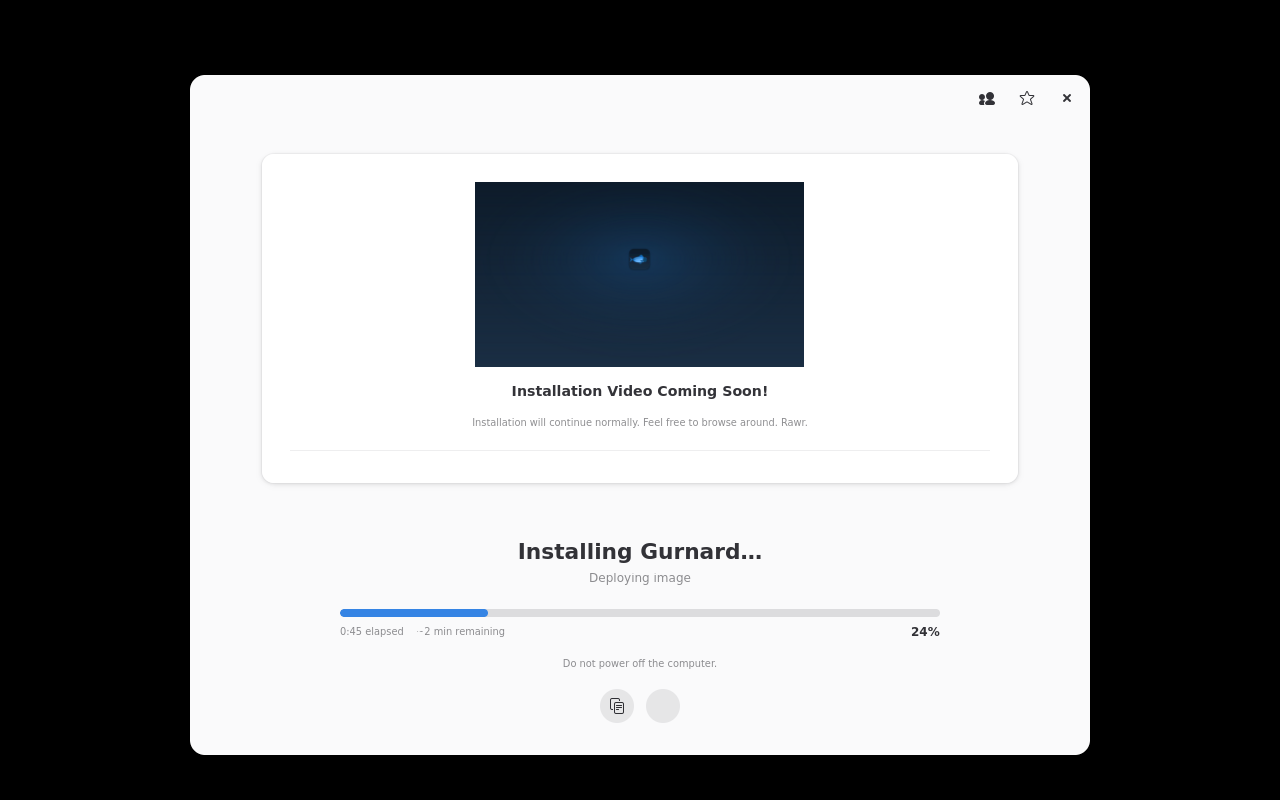 Installation Video Coming Soon!
Installation will continue normally. Feel free to browse around. Rawr.
Installing Gurnard…
Deploying image
0:45 elapsed · ~2 min remaining
24%
Do not power off the computer.